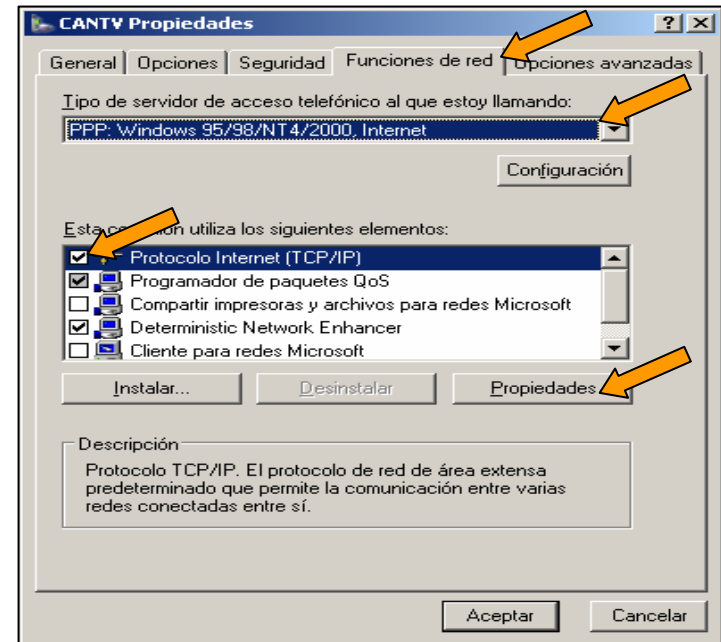 CANTV Propiedades
General Opciones Seguridad Funciones de red Opciones avanzadas
Tipo de servidor de acceso telefónico al que estoy llamando:
PPP: Windows 95/98/NT4/2000, Internet
Configuración
Esta conexión utiliza los siguientes elementos:
Protocolo Internet (TCP/IP)
Programador de paquetes QoS
Compartir impresoras y archivos para redes Microsoft
Deterministic Network Enhancer
Cliente para redes Microsoft
Instalar... Desinstalar Propiedades
Descripción
Protocolo TCP/IP. El protocolo de red de área extensa
predeterminado que permite la comunicación entre varias
redes conectadas entre sí.
Aceptar Cancelar